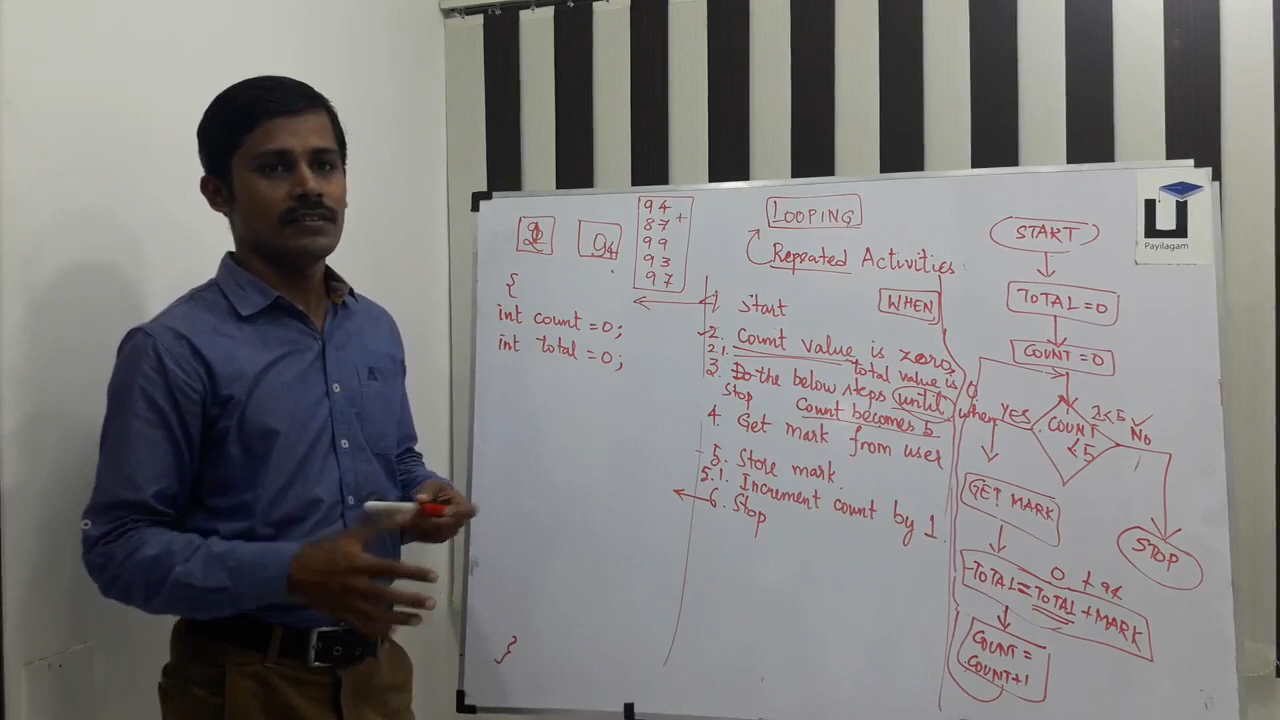 94
94 +
87
99
93
97
{
int count = 0;
int total = 0;
}
LOOPING
Repeated Activities
WHEN
1 Start
2. Count value is zero,
2.1. total value is 0
3. Do the below steps until when
Stop Count becomes 5
4. Get mark from user
5. Store mark.
5.1. Increment count by 1.
6. Stop
START
TOTAL=0
COUNT=0
YES
COUNT
<5
1<5 ✓
No
GET MARK
STOP
0 + 94
TOTAL=TOTAL+MARK
COUNT=
COUNT+1
Payilagam